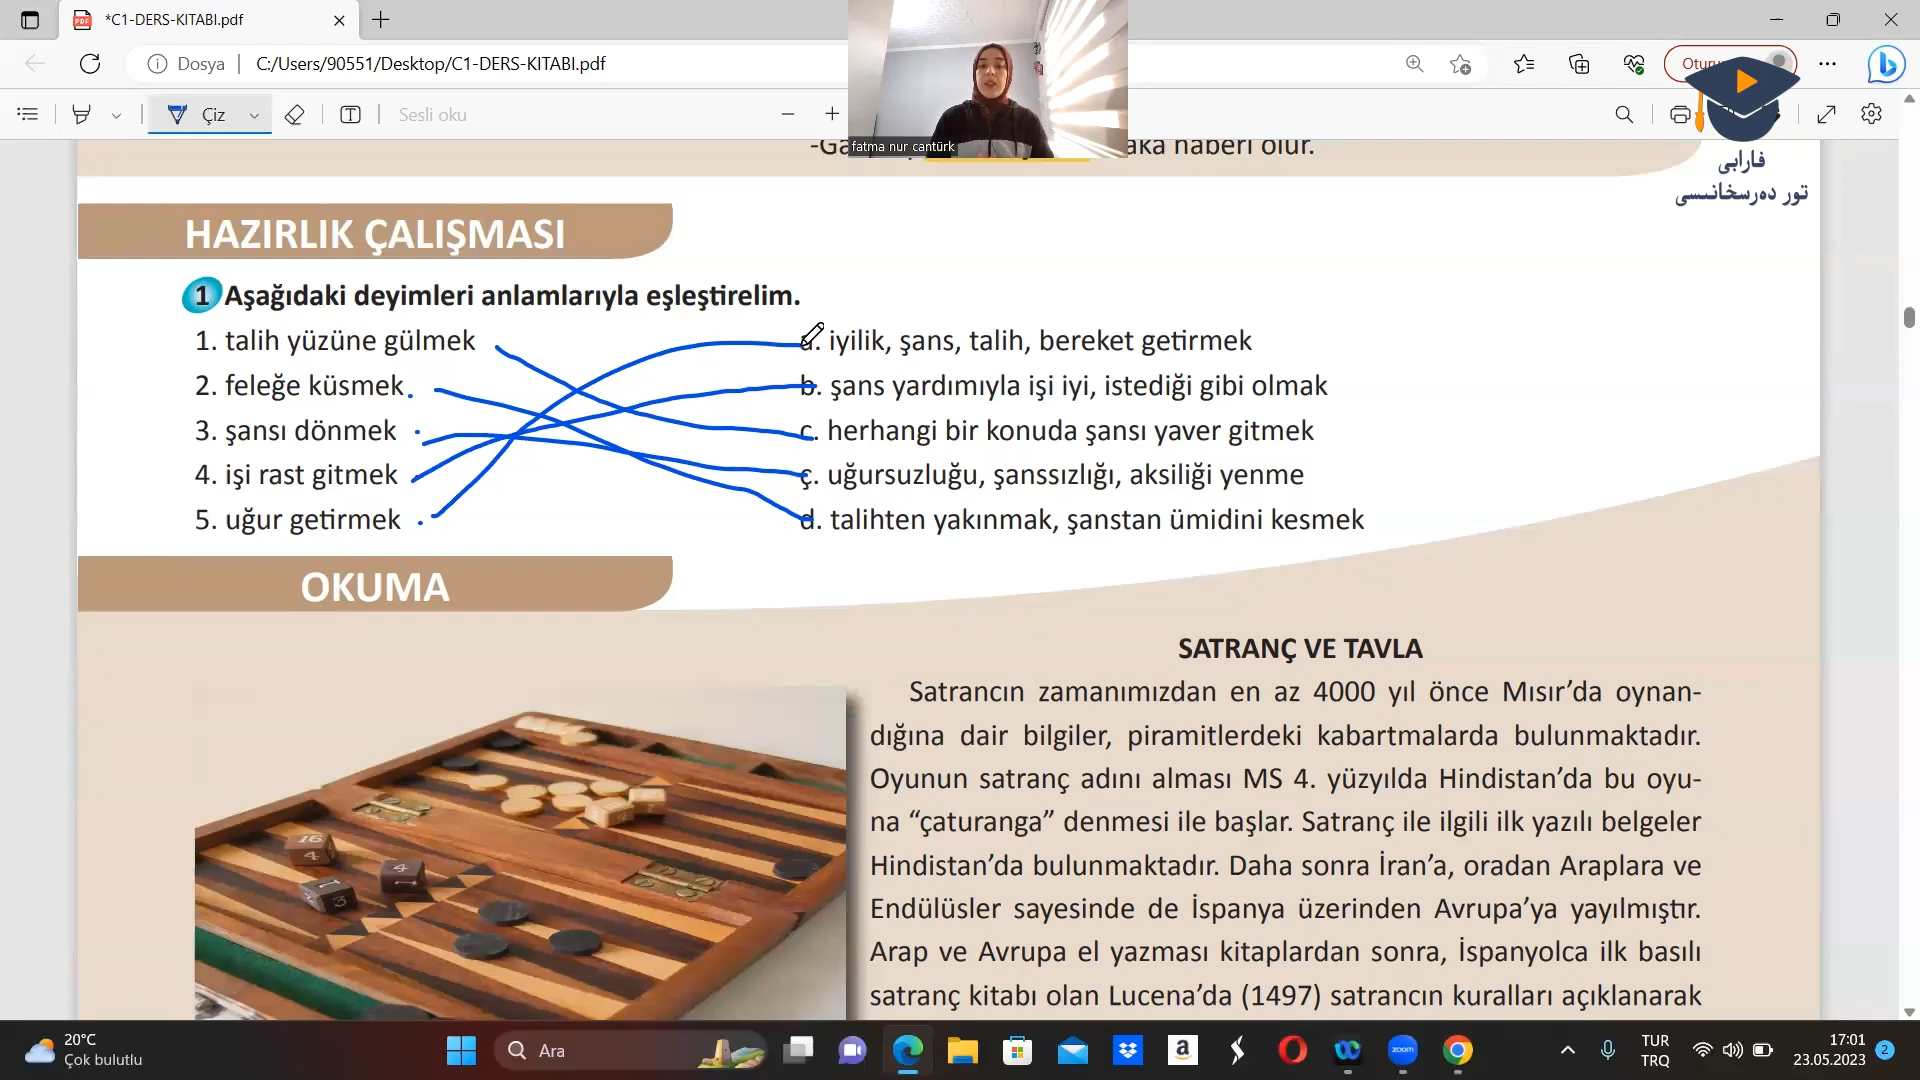 *C1-DERS-KITABI.pdf
Dosya
C:/Users/90551/Desktop/C1-DERS-KITABI.pdf
Çiz
Sesli oku
fatma nur cantürk
فارابى
تور دەرسخانىسى
aka haberi olur.
HAZIRLIK ÇALIŞMASI
1 Aşağıdaki deyimleri anlamlarıyla eşleştirelim.
1. talih yüzüne gülmek
2. feleğe küsmek
3. şansı dönmek
4. işi rast gitmek
5. uğur getirmek
a. iyilik, şans, talih, bereket getirmek
b. şans yardımıyla işi iyi, istediği gibi olmak
c. herhangi bir konuda şansı yaver gitmek
ç. uğursuzluğu, şanssızlığı, aksiliği yenme
d. talihten yakınmak, şanstan ümidini kesmek
OKUMA
SATRANÇ VE TAVLA
Satrancın zamanımızdan en az 4000 yıl önce Mısır’da oynan-
dığına dair bilgiler, piramitlerdeki kabartmalarda bulunmaktadır.
Oyunun satranç adını alması MS 4. yüzyılda Hindistan’da bu oyu-
na “çaturanga” denmesi ile başlar. Satranç ile ilgili ilk yazılı belgeler
Hindistan’da bulunmaktadır. Daha sonra İran’a, oradan Araplara ve
Endülüsler sayesinde de İspanya üzerinden Avrupa’ya yayılmıştır.
Arap ve Avrupa el yazması kitaplardan sonra, İspanyolca ilk basılı
satranç kitabı olan Lucena’da (1497) satrancın kuralları açıklanarak
20°C
Çok bulutlu
Ara
zoom
TUR
TRQ
17:01
23.05.2023
2